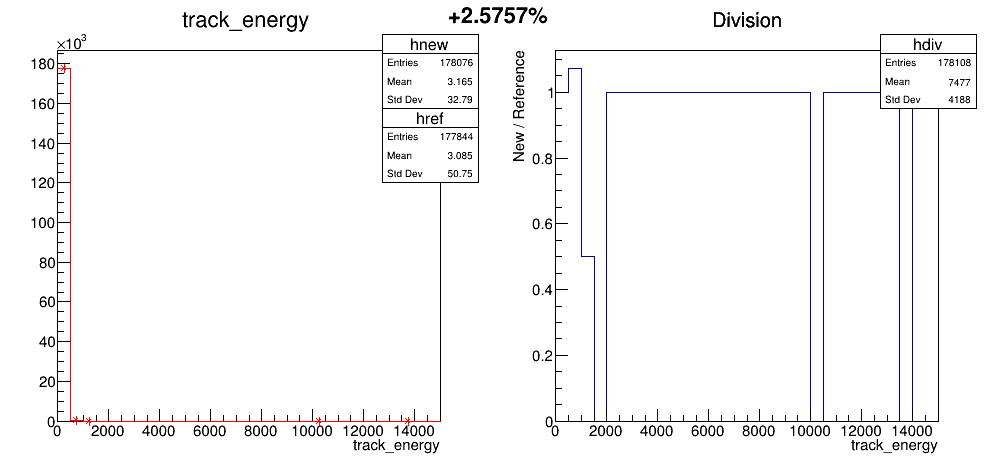 +2.5757%
track_energy
×10³
180
160
140
120
100
80
60
40
20
0
0 2000 4000 6000 8000 10000 12000 14000
track_energy
hnew
Entries 178076
Mean 3.165
Std Dev 32.79
href
Entries 177844
Mean 3.085
Std Dev 50.75
Division
New / Reference
1
0.8
0.6
0.4
0.2
0
0 2000 4000 6000 8000 10000 12000 14000
track_energy
hdiv
Entries 178108
Mean 7477
Std Dev 4188